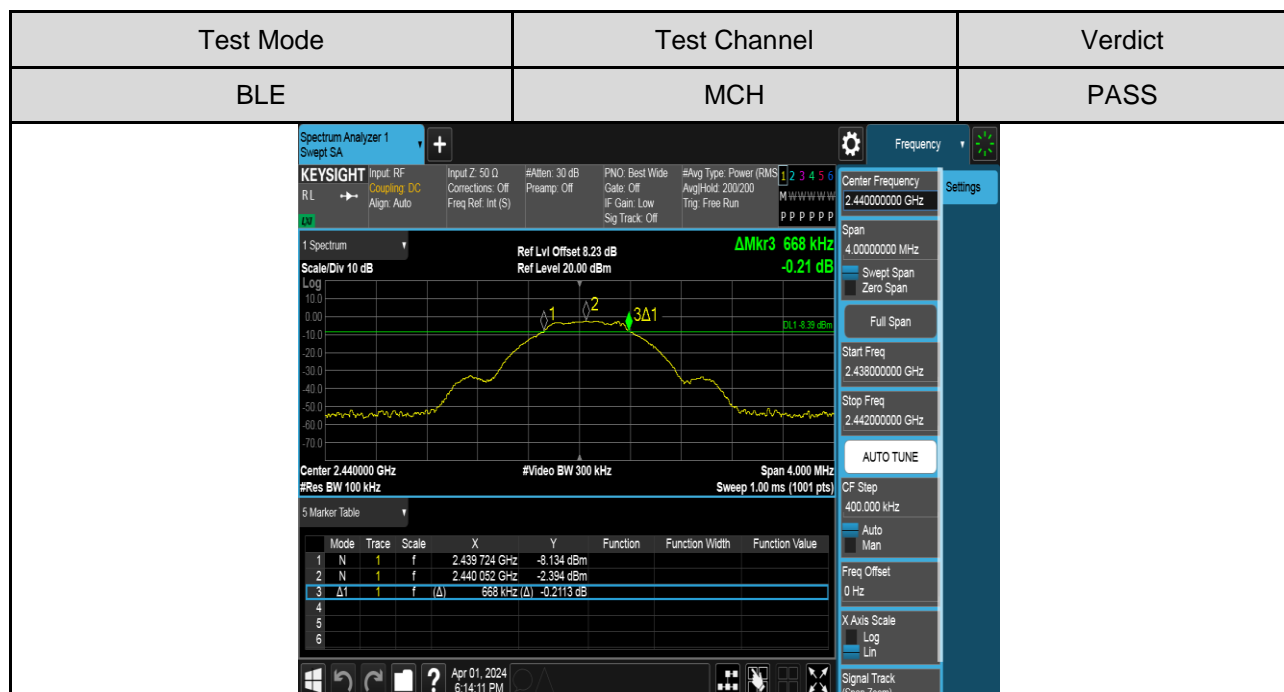 Test Mode Test Channel Verdict
BLE MCH PASS
Spectrum Analyzer 1
Swept SA
+
Frequency
KEYSIGHT
RL
LXI
Input: RF
Coupling: DC
Align: Auto
Input Z: 50 Ω
Corrections: Off
Freq Ref: Int (S)
#Atten: 30 dB
Preamp: Off
PNO: Best Wide
Gate: Off
IF Gain: Low
Sig Track: Off
#Avg Type: Power (RMS
Avg|Hold: 200/200
Trig: Free Run
1 2 3 4 5 6
M W W W W W
P P P P P P
1 Spectrum
Scale/Div 10 dB
Ref Lvl Offset 8.23 dB
Ref Level 20.00 dBm
ΔMkr3 668 kHz
-0.21 dB
Log
10.0
0.00
-10.0
-20.0
-30.0
-40.0
-50.0
-60.0
-70.0
1
2
3Δ1
DL1 -8.39 dBm
Center 2.440000 GHz
#Res BW 100 kHz
#Video BW 300 kHz
Span 4.000 MHz
Sweep 1.00 ms (1001 pts)
5 Marker Table
Mode Trace Scale X Y Function Function Width Function Value
1 N 1 f 2.439 724 GHz -8.134 dBm
2 N 1 f 2.440 052 GHz -2.394 dBm
3 Δ1 1 f (Δ) 668 kHz (Δ) -0.2113 dB
4
5
6
?
Apr 01, 2024
6:14:11 PM
Center Frequency
2.440000000 GHz
Settings
Span
4.00000000 MHz
Swept Span
Zero Span
Full Span
Start Freq
2.438000000 GHz
Stop Freq
2.442000000 GHz
AUTO TUNE
CF Step
400.000 kHz
Auto
Man
Freq Offset
0 Hz
X Axis Scale
Log
Lin
Signal Track
(Span Zoom)